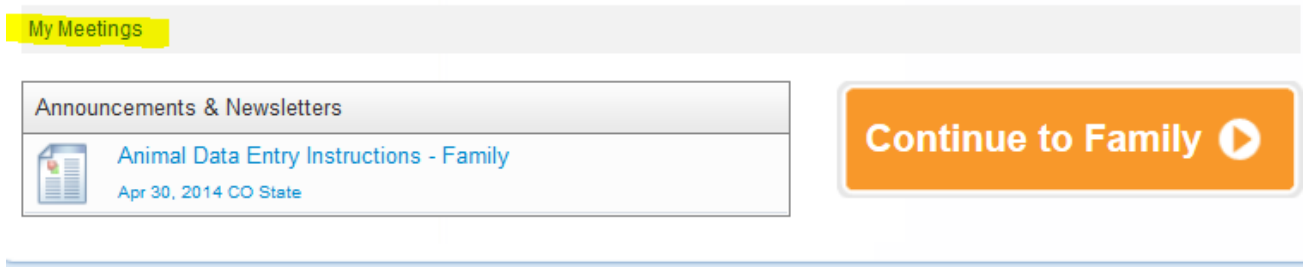 My Meetings
Announcements & Newsletters
Animal Data Entry Instructions - Family
Apr 30, 2014 CO State
Continue to Family